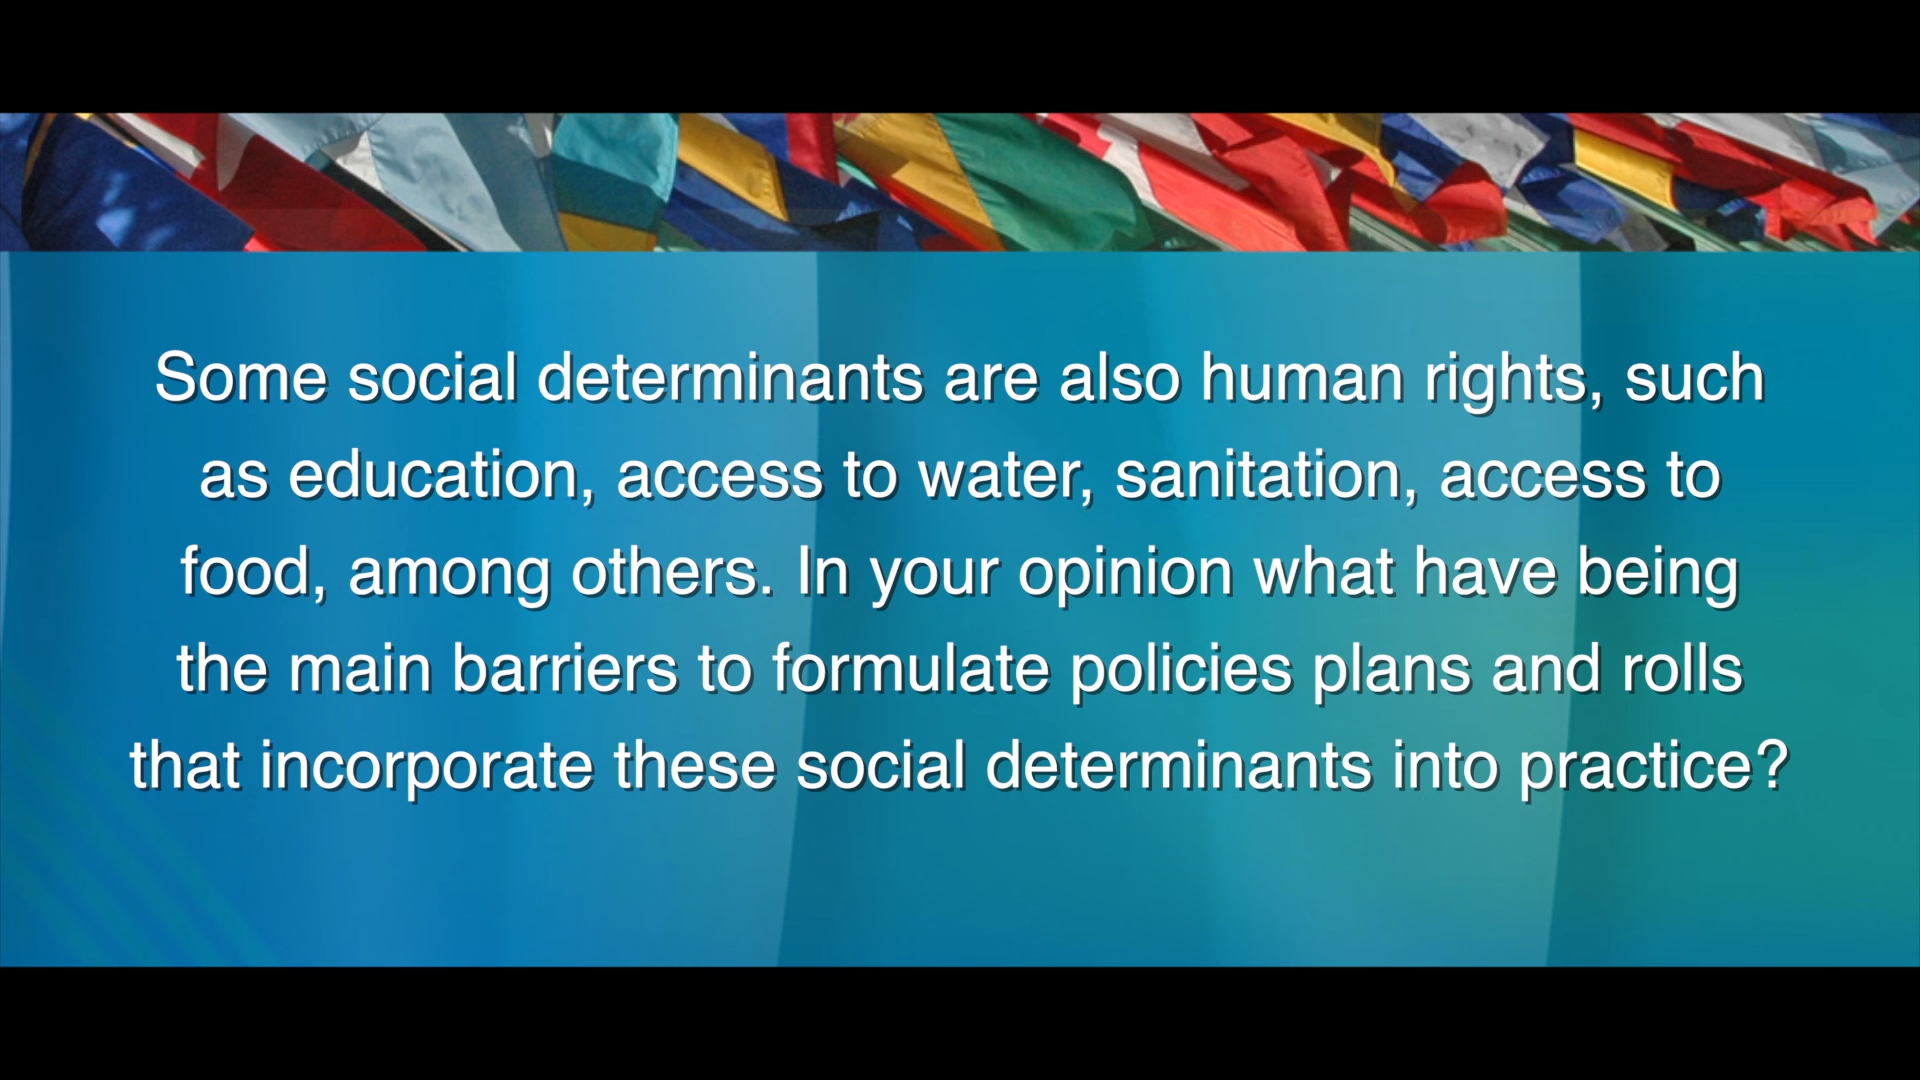 Some social determinants are also human rights, such
as education, access to water, sanitation, access to
food, among others. In your opinion what have being
the main barriers to formulate policies plans and rolls
that incorporate these social determinants into practice?